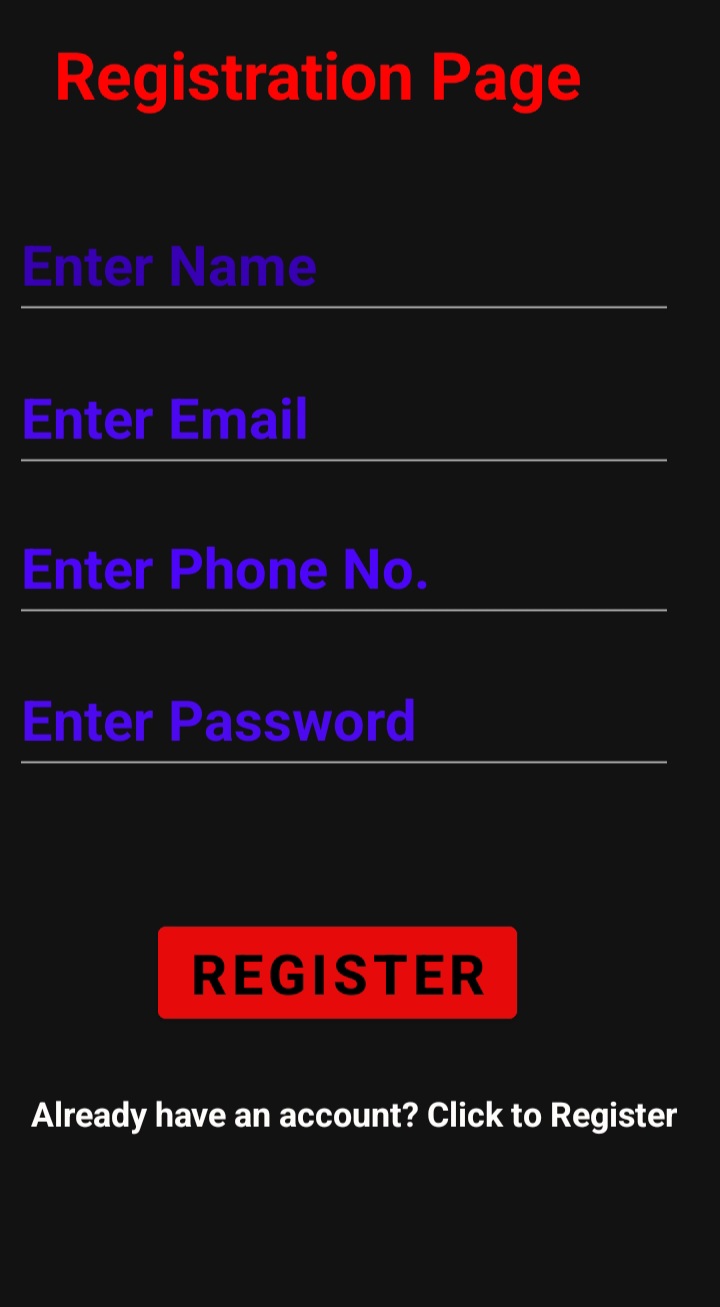 Registration Page
Enter Name
Enter Email
Enter Phone No.
Enter Password
REGISTER
Already have an account? Click to Register